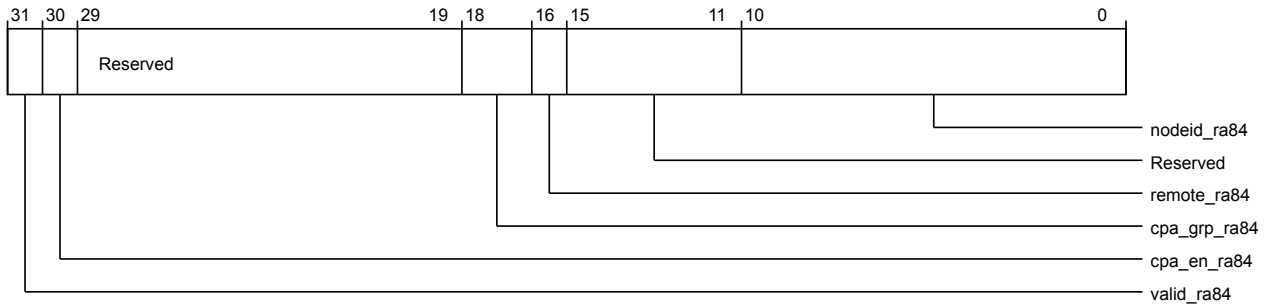 31 30 29 19 18 16 15 11 10 0
Reserved
nodeid_ra84
Reserved
remote_ra84
cpa_grp_ra84
cpa_en_ra84
valid_ra84